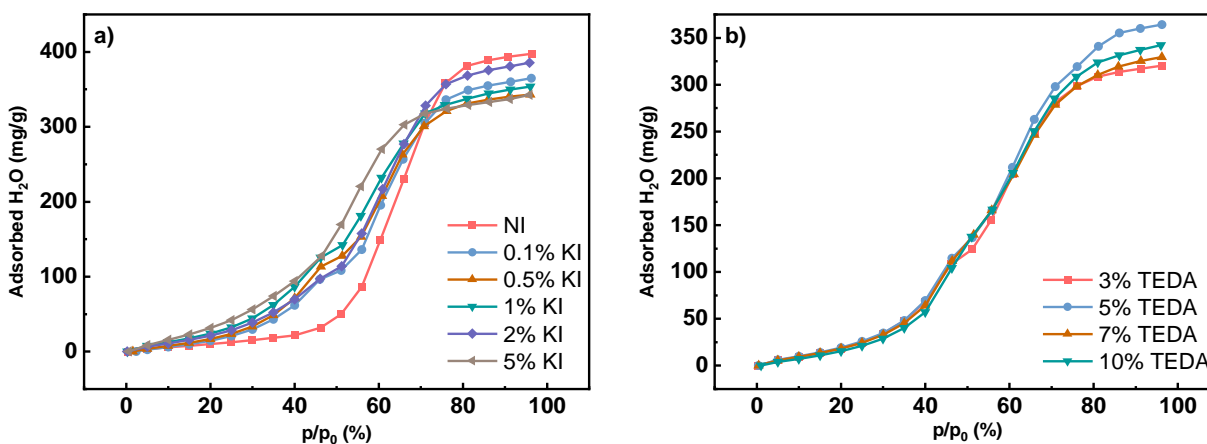 a)
400
300
200
100
0
Adsorbed H₂O (mg/g)
NI
0.1% KI
0.5% KI
1% KI
2% KI
5% KI
0 20 40 60 80 100
p/p₀ (%)
b)
350
300
250
200
150
100
50
0
Adsorbed H₂O (mg/g)
3% TEDA
5% TEDA
7% TEDA
10% TEDA
0 20 40 60 80 100
p/p₀ (%)